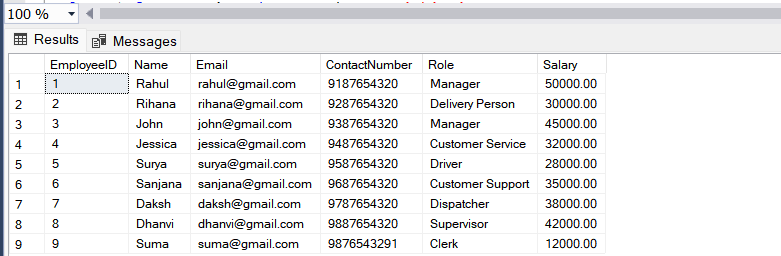 100 %
Results Messages
EmployeeID Name Email ContactNumber Role Salary
1 1 Rahul rahul@gmail.com 9187654320 Manager 50000.00
2 2 Rihana rihana@gmail.com 9287654320 Delivery Person 30000.00
3 3 John john@gmail.com 9387654320 Manager 45000.00
4 4 Jessica jessica@gmail.com 9487654320 Customer Service 32000.00
5 5 Surya surya@gmail.com 9587654320 Driver 28000.00
6 6 Sanjana sanjana@gmail.com 9687654320 Customer Support 35000.00
7 7 Daksh daksh@gmail.com 9787654320 Dispatcher 38000.00
8 8 Dhanvi dhanvi@gmail.com 9887654320 Supervisor 42000.00
9 9 Suma suma@gmail.com 9876543291 Clerk 12000.00